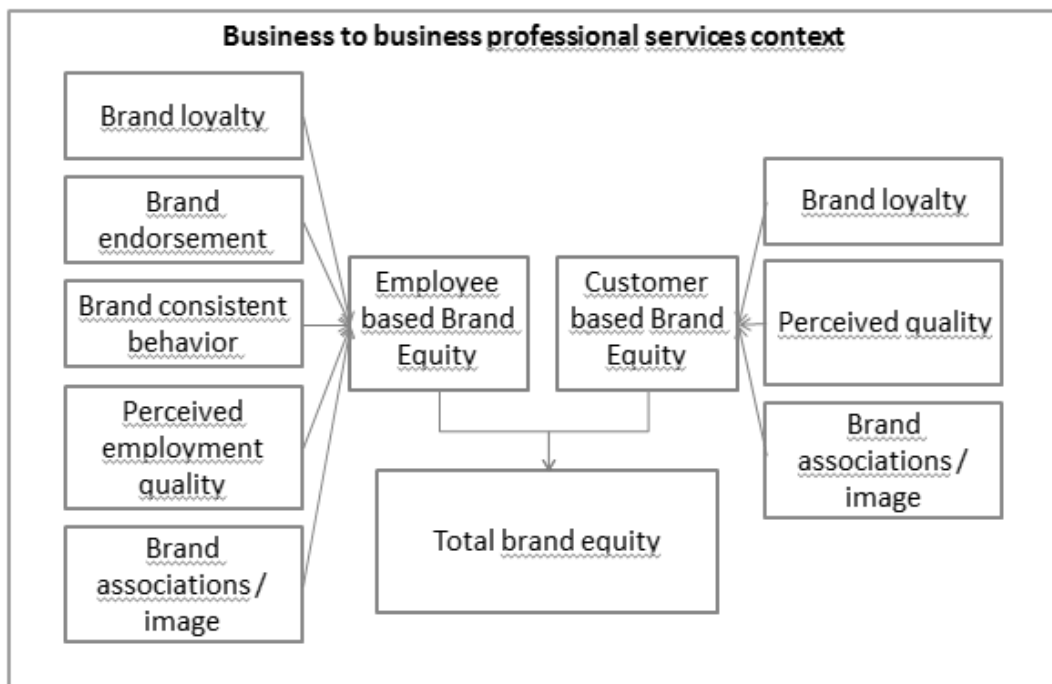 Business to business professional services context
Brand loyalty
Brand
endorsement
Brand consistent
behavior
Perceived
employment
quality
Brand
associations /
image
Employee
based Brand
Equity
Customer
based Brand
Equity
Total brand equity
Brand loyalty
Perceived quality
Brand
associations /
image